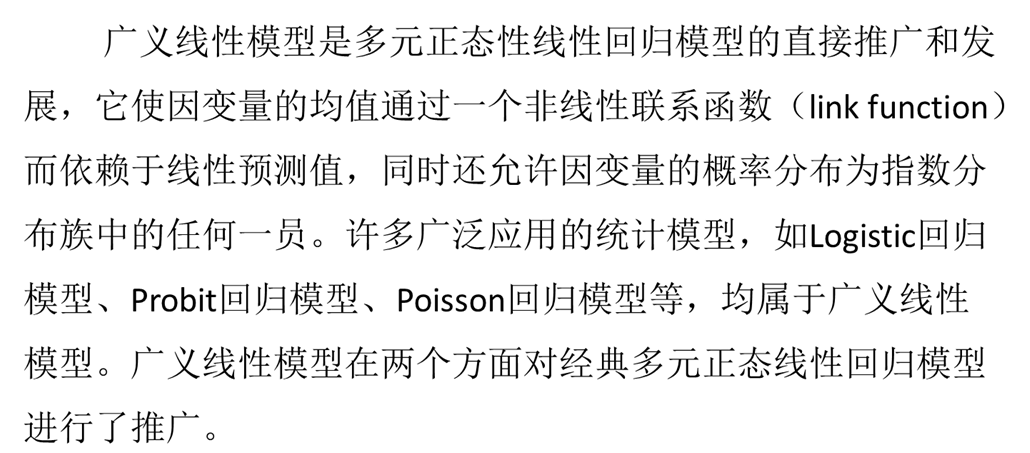 广义线性模型是多元正态性线性回归模型的直接推广和发
展，它使因变量的均值通过一个非线性联系函数（link function）
而依赖于线性预测值，同时还允许因变量的概率分布为指数分
布族中的任何一员。许多广泛应用的统计模型，如Logistic回归
模型、Probit回归模型、Poisson回归模型等，均属于广义线性
模型。广义线性模型在两个方面对经典多元正态线性回归模型
进行了推广。